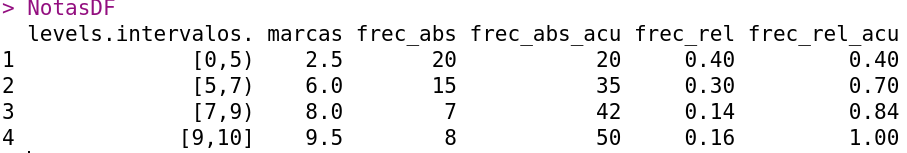 > NotasDF
levels.intervalos. marcas frec_abs frec_abs_acu frec_rel frec_rel_acu
1 [0,5) 2.5 20 20 0.40 0.40
2 [5,7) 6.0 15 35 0.30 0.70
3 [7,9) 8.0 7 42 0.14 0.84
4 [9,10] 9.5 8 50 0.16 1.00